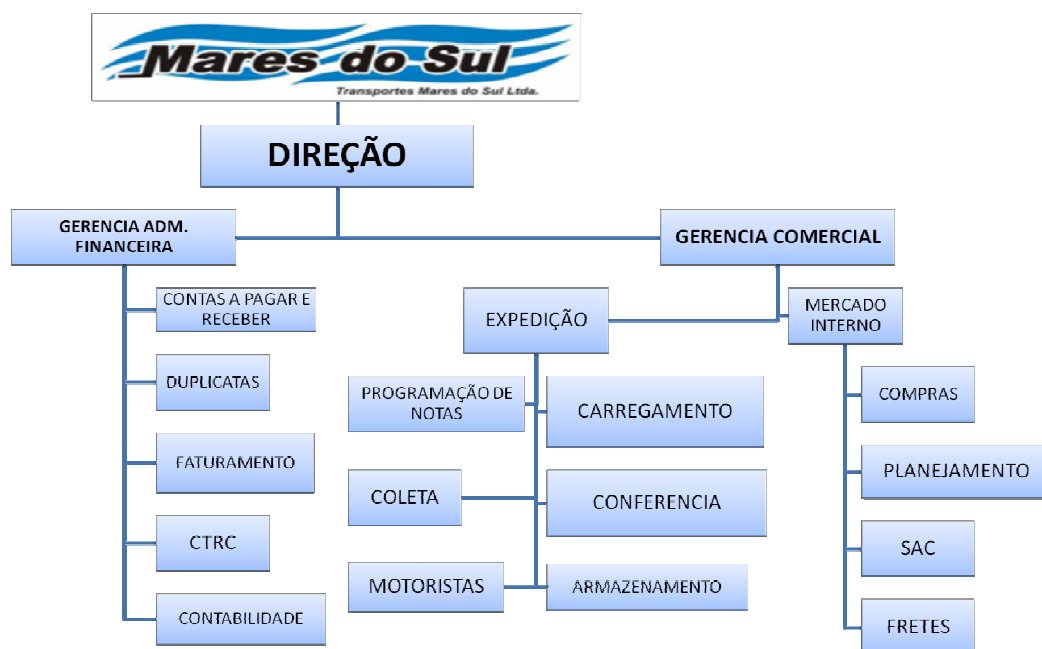 Mares do Sul
Transportes Mares do Sul Ltda.
DIREÇÃO
GERENCIA ADM.
FINANCEIRA
CONTAS A PAGAR E
RECEBER
DUPLICATAS
FATURAMENTO
CTRC
CONTABILIDADE
GERENCIA COMERCIAL
EXPEDIÇÃO
PROGRAMAÇÃO DE
NOTAS
CARREGAMENTO
COLETA
CONFERENCIA
MOTORISTAS
ARMAZENAMENTO
MERCADO
INTERNO
COMPRAS
PLANEJAMENTO
SAC
FRETES